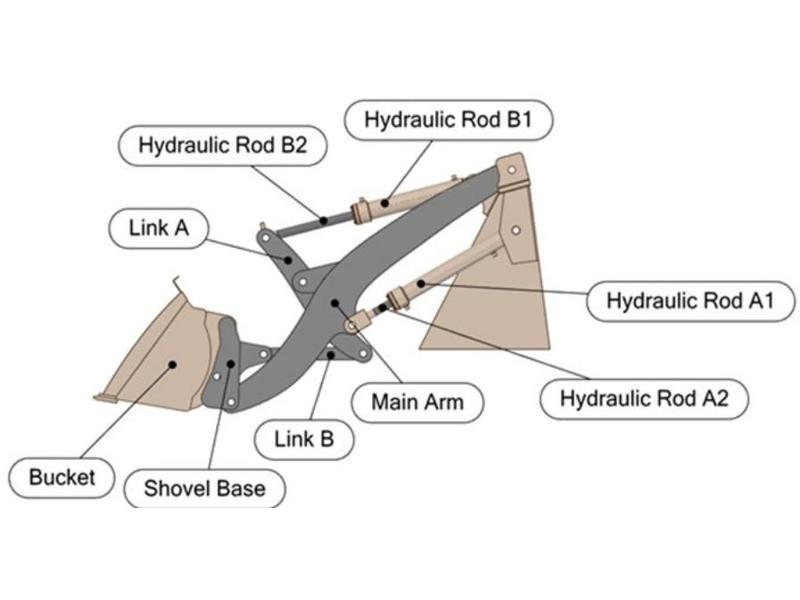 Hydraulic Rod B1
Hydraulic Rod B2
Link A
Hydraulic Rod A1
Hydraulic Rod A2
Main Arm
Link B
Bucket
Shovel Base